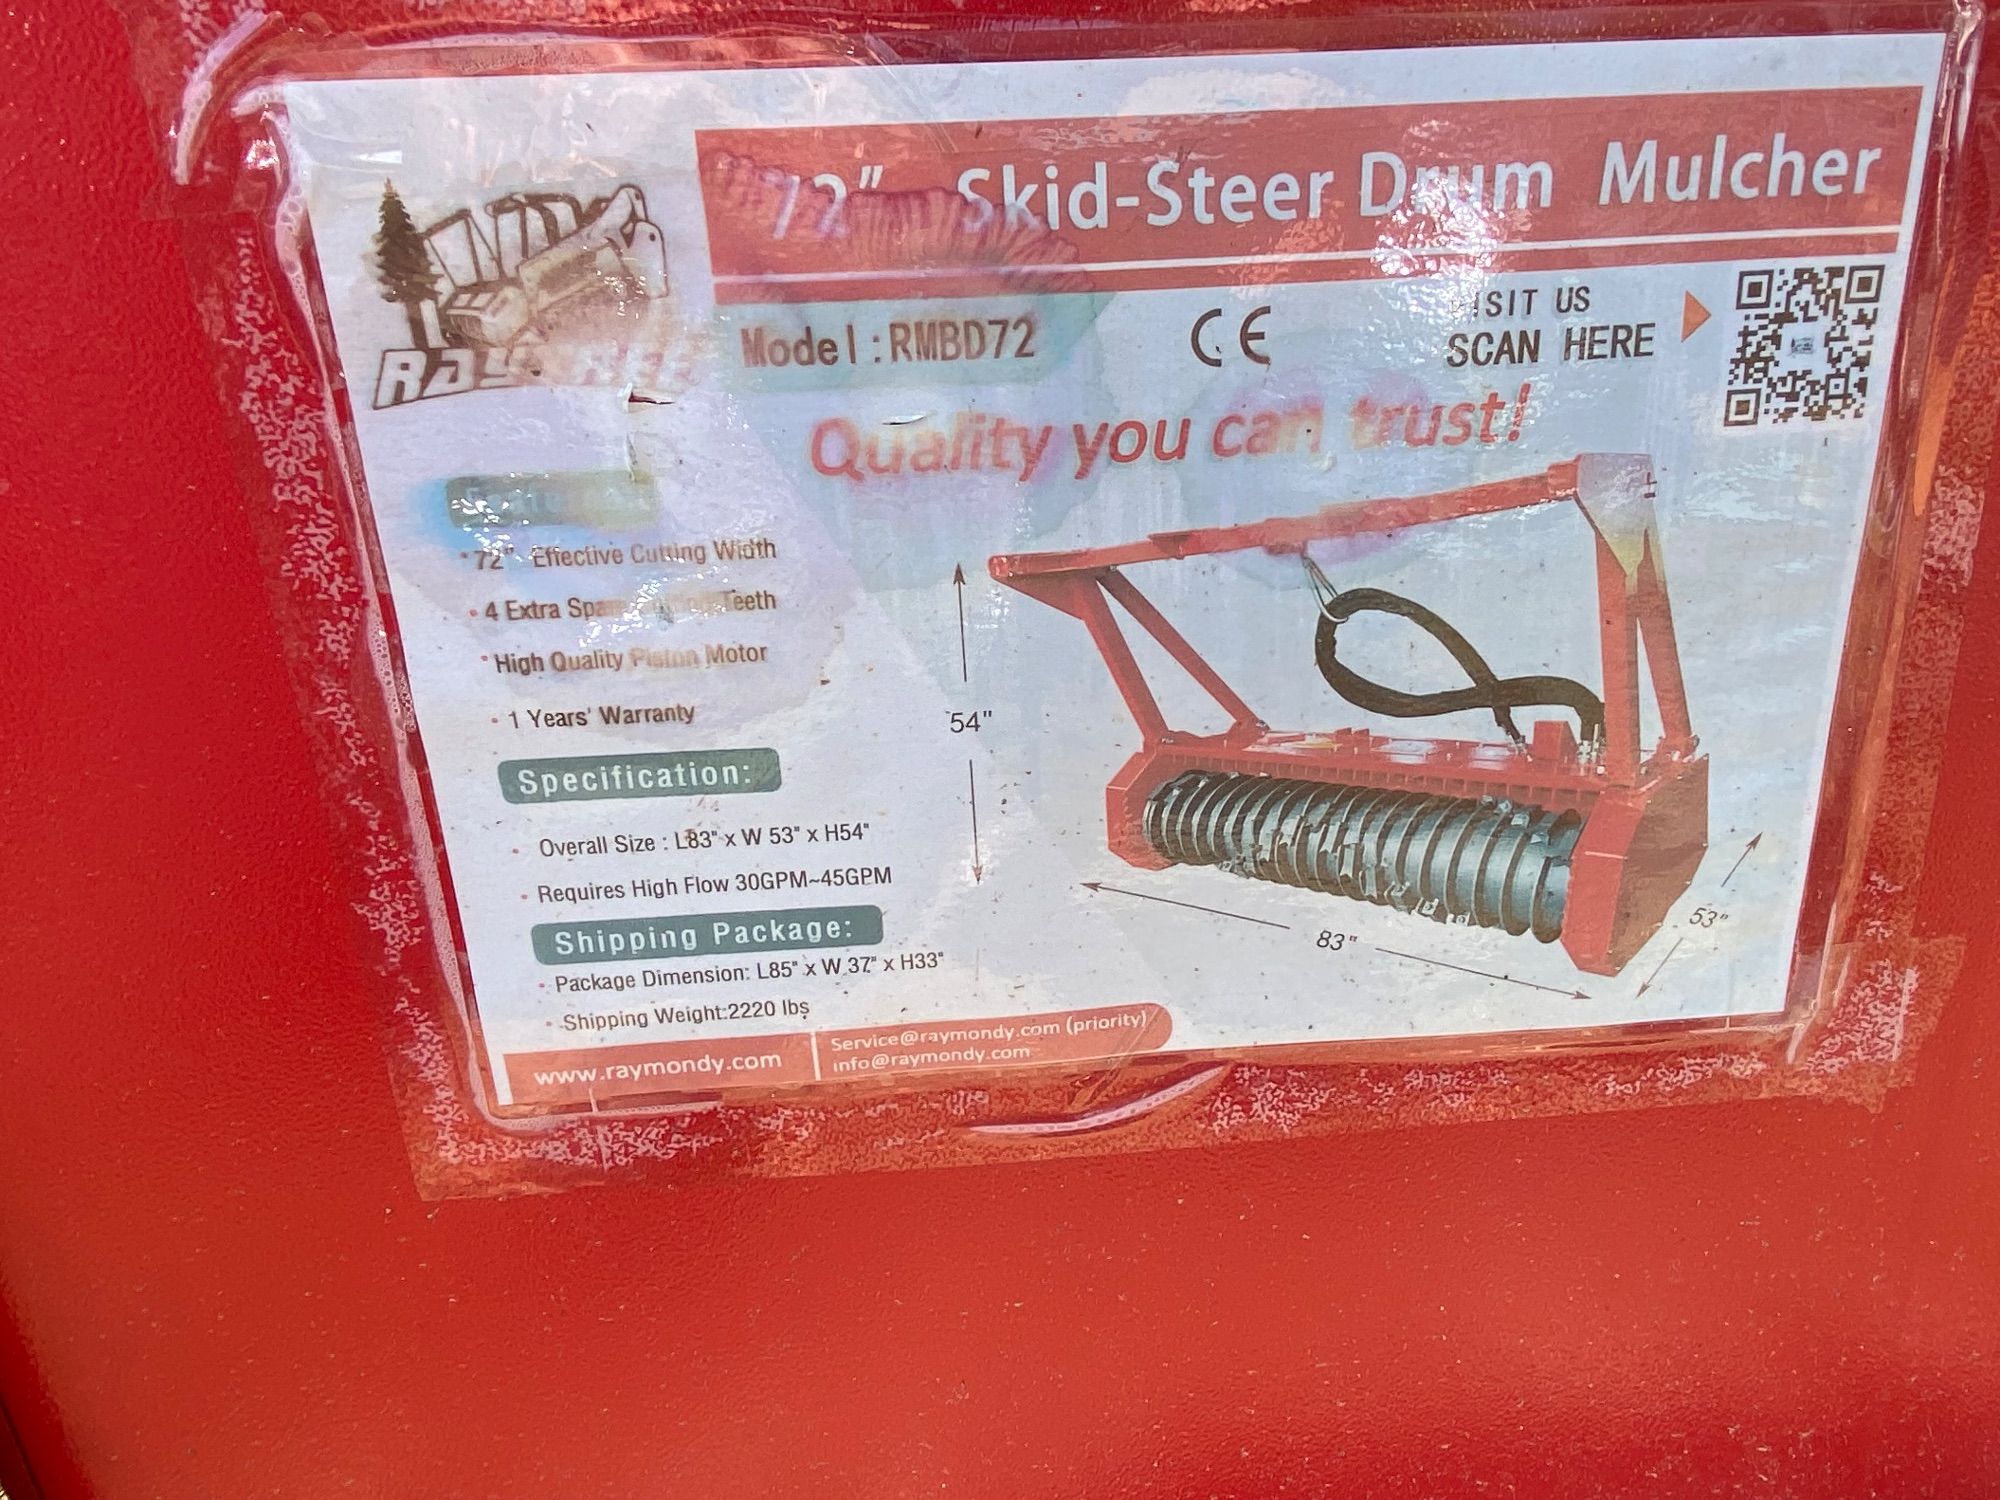 72" Skid-Steer Drum Mulcher
Model:RMBD72
CE
VISIT US
SCAN HERE
Quality you can trust!
72" Effective Cutting Width
4 Extra Teeth
High Quality Piston Motor
1 Years' Warranty
Specification:
Overall Size : L83" x W 53" x H54"
Requires High Flow 30GPM~45GPM
Shipping Package:
Package Dimension: L85" x W 37" x H33"
Shipping Weight:2220 lbs
www.raymondy.com
Service@raymondy.com (priority)
info@raymondy.com
54"
83"
53"